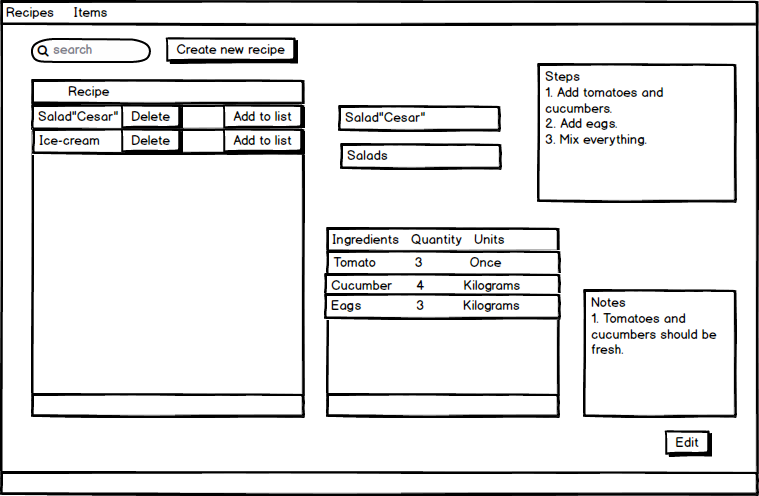 Recipes Items
search
Create new recipe
Recipe
Salad"Cesar" Delete Add to list
Ice-cream Delete Add to list
Salad"Cesar"
Salads
Steps
1. Add tomatoes and
cucumbers.
2. Add eags.
3. Mix everything.
Ingredients Quantity Units
Tomato 3 Once
Cucumber 4 Kilograms
Eags 3 Kilograms
Notes
1. Tomatoes and
cucumbers should be
fresh.
Edit